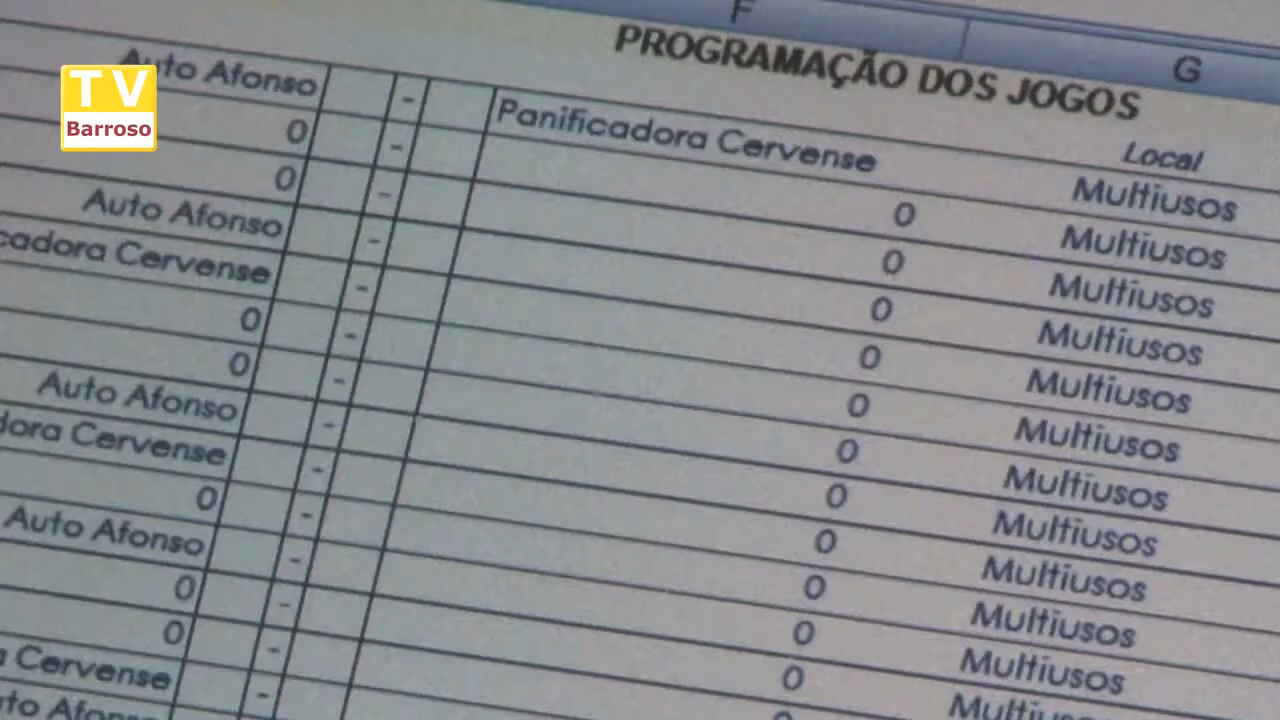 TV
Barroso
F
G
PROGRAMAÇÃO DOS JOGOS
Local
Auto Afonso - Panificadora Cervense Multiusos
0 - 0 Multiusos
0 - 0 Multiusos
Auto Afonso - 0 Multiusos
cadora Cervense - 0 Multiusos
0 - 0 Multiusos
0 - 0 Multiusos
Auto Afonso - 0 Multiusos
dora Cervense - 0 Multiusos
0 - 0 Multiusos
Auto Afonso - 0 Multiusos
0 - 0 Multiusos
0 -
Cervense -
uto Afonso